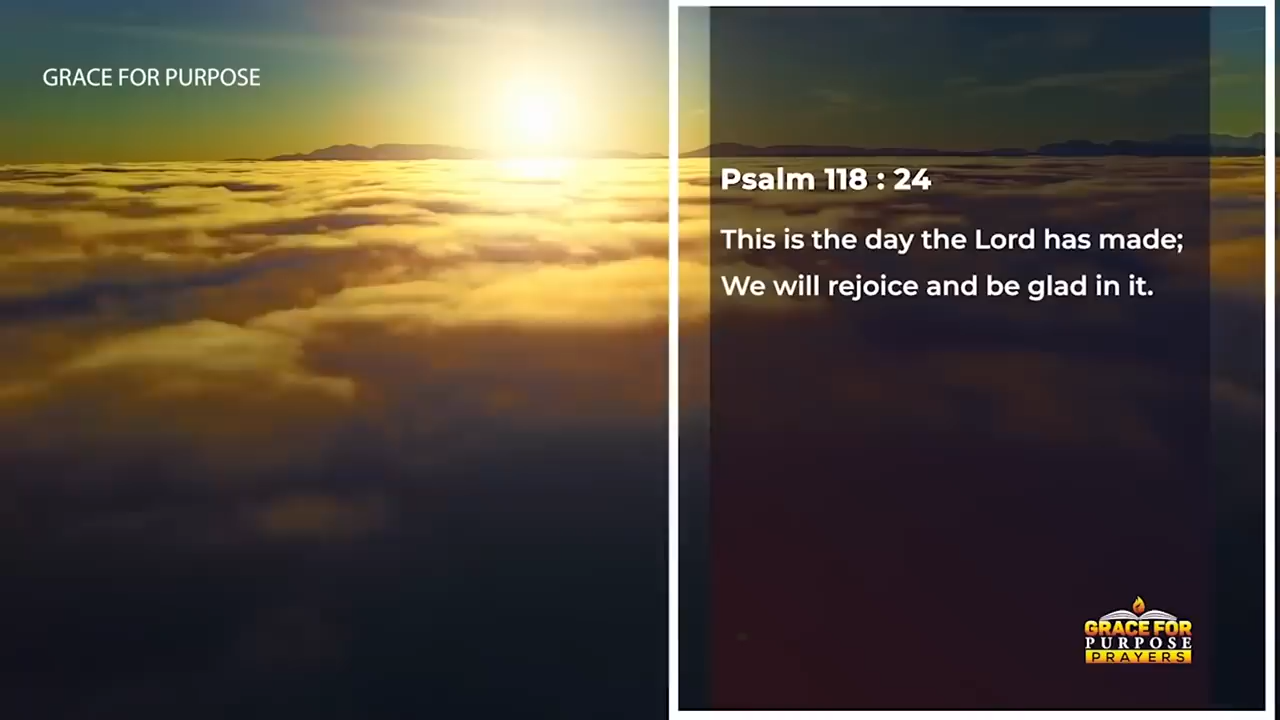 GRACE FOR PURPOSE
Psalm 118 : 24
This is the day the Lord has made;
We will rejoice and be glad in it.
GRACE FOR
PURPOSE
PRAYERS